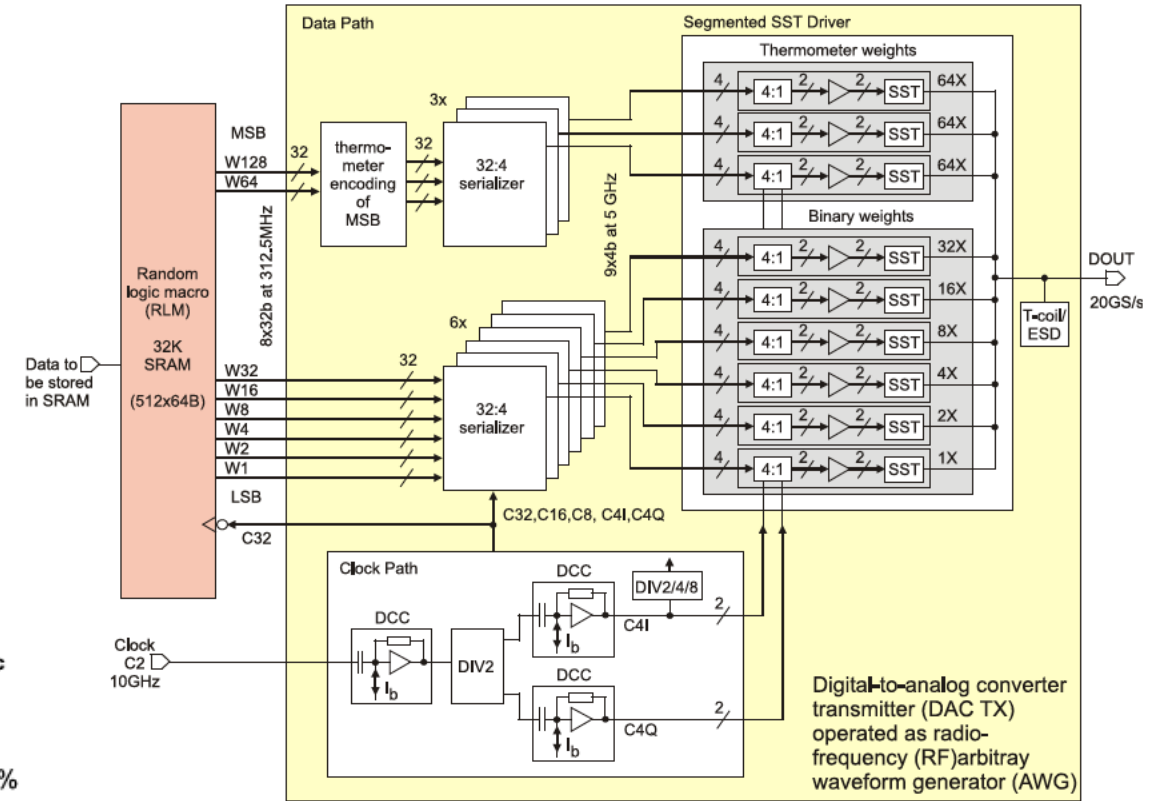 Data Path
Segmented SST Driver
Thermometer weights
4 4:1 2 2 SST 64X
4 4:1 2 2 SST 64X
4 4:1 2 2 SST 64X
Binary weights
4 4:1 2 2 SST 32X
4 4:1 2 2 SST 16X
4 4:1 2 2 SST 8X
4 4:1 2 2 SST 4X
4 4:1 2 2 SST 2X
4 4:1 2 2 SST 1X
DOUT
20GS/s
T-coil/
ESD
3x
32:4
serializer
9x4b at 5 GHz
32
thermo-
meter
encoding
of
MSB
32
MSB
W128
W64
8x32b at 312.5MHz
Random
logic macro
(RLM)
32K
SRAM
(512x64B)
Data to
be stored
in SRAM
6x
32:4
serializer
32
W32
W16
W8
W4
W2
W1
LSB
C32
C32,C16,C8, C4I,C4Q
Clock Path
DCC
Ib
DIV2
DCC
Ib
C4I
DIV2/4/8
2
DCC
Ib
C4Q
2
Clock
C2
10GHz
Digital-to-analog converter
transmitter (DAC TX)
operated as radio-
frequency (RF)arbitray
waveform generator (AWG)
c
%